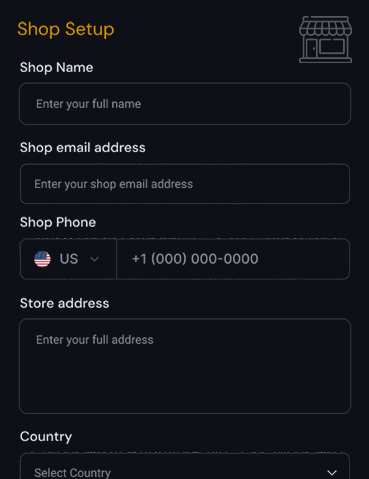 Shop Setup
Shop Name
Enter your full name
Shop email address
Enter your shop email address
Shop Phone
US
+1 (000) 000-0000
Store address
Enter your full address
Country
Select Country